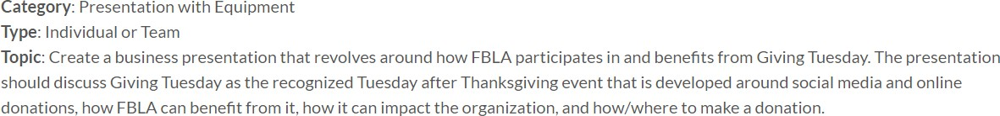 Category: Presentation with Equipment
Type: Individual or Team
Topic: Create a business presentation that revolves around how FBLA participates in and benefits from Giving Tuesday. The presentation
should discuss Giving Tuesday as the recognized Tuesday after Thanksgiving event that is developed around social media and online
donations, how FBLA can benefit from it, how it can impact the organization, and how/where to make a donation.